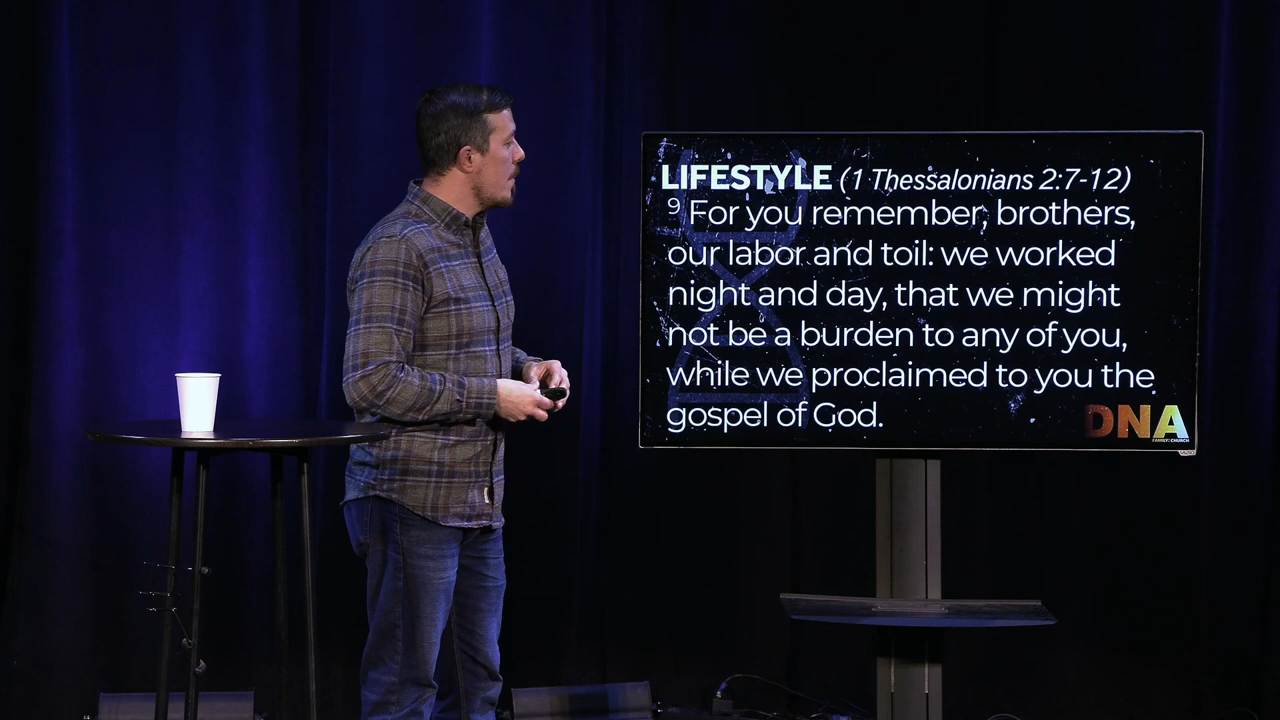 LIFESTYLE (1 Thessalonians 2:7-12)
9 For you remember, brothers,
our labor and toil: we worked
night and day, that we might
not be a burden to any of you,
while we proclaimed to you the
gospel of God.
DNA
FAMILY CHURCH